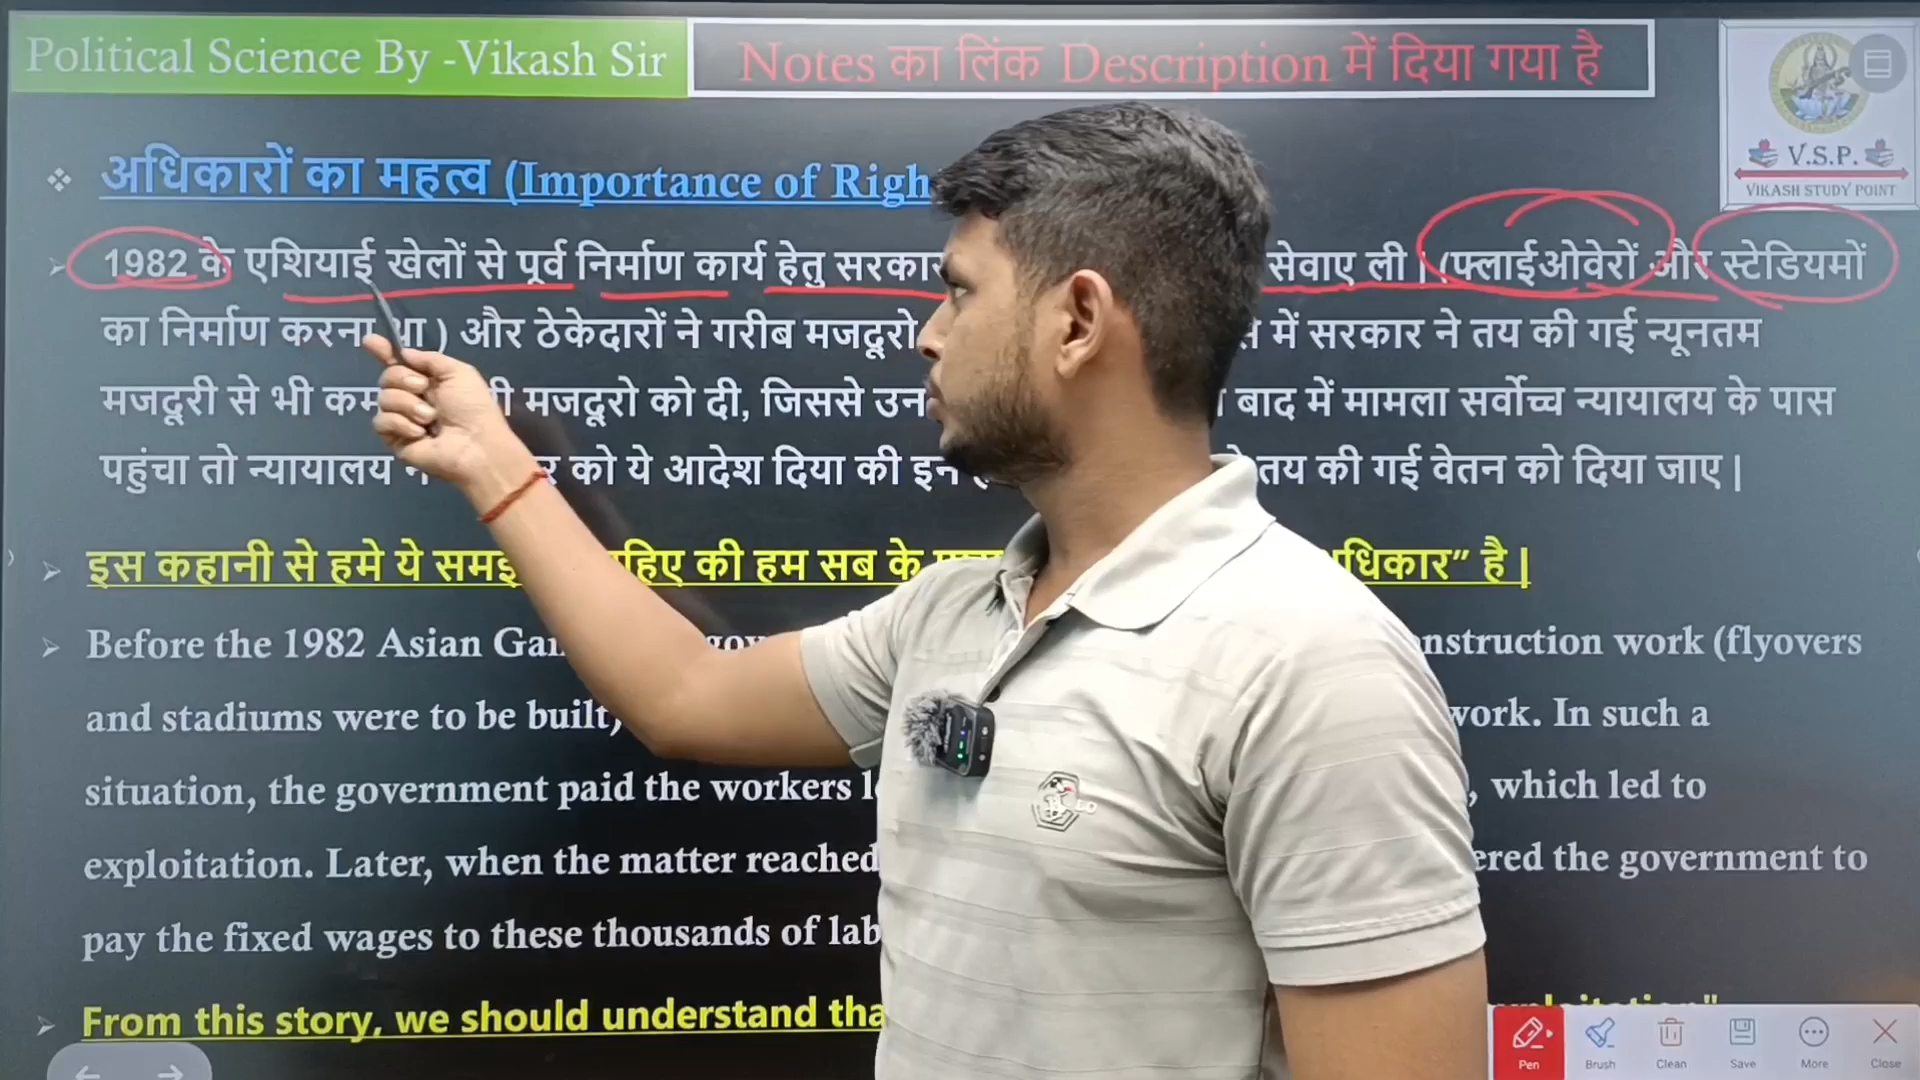 Political Science By -Vikash Sir
Notes का लिंक Description में दिया गया है
V.S.P.
VIKASH STUDY POINT
अधिकारों का महत्व (Importance of Righ
1982 के एशियाई खेलों से पूर्व निर्माण कार्य हेतु सरकार सेवाए ली | (फ्लाईओवेरों और स्टेडियमों
का निर्माण करना था ) और ठेकेदारों ने गरीब मजदूरो में सरकार ने तय की गई न्यूनतम
मजदूरी से भी कम मजदूरो को दी, जिससे उन बाद में मामला सर्वोच्च न्यायालय के पास
पहुंचा तो न्यायालय को ये आदेश दिया की इन तय की गई वेतन को दिया जाए |
इस कहानी से हमे ये की हम सब के धिकार” है |
Before the 1982 Asian Gam gov nstruction work (flyovers
and stadiums were to be built, work. In such a
situation, the government paid the workers l , which led to
exploitation. Later, when the matter reached ered the government to
pay the fixed wages to these thousands of lab
From this story, we should understand tha
Pen Brush Clean Save More Close